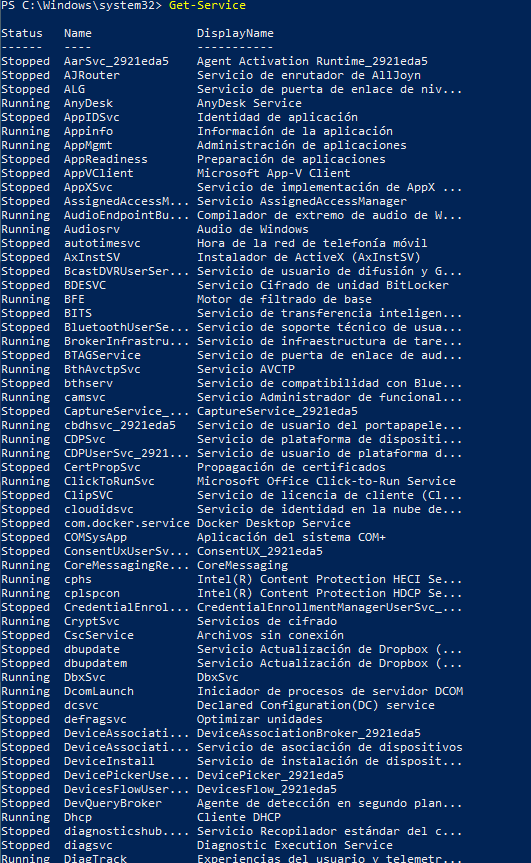 PS C:\Windows\system32> Get-Service
Status Name DisplayName
------ ---- -----------
Stopped AarSvc_2921eda5 Agent Activation Runtime_2921eda5
Stopped AJRouter Servicio de enrutador de AllJoyn
Stopped ALG Servicio de puerta de enlace de niv...
Running AnyDesk AnyDesk Service
Stopped AppIDSvc Identidad de aplicación
Running Appinfo Información de la aplicación
Running AppMgmt Administración de aplicaciones
Stopped AppReadiness Preparación de aplicaciones
Stopped AppVClient Microsoft App-V Client
Stopped AppXSvc Servicio de implementación de AppX ...
Stopped AssignedAccessM... Servicio AssignedAccessManager
Running AudioEndpointBu... Compilador de extremo de audio de W...
Running Audiosrv Audio de Windows
Stopped autotimesvc Hora de la red de telefonía móvil
Stopped AxInstSV Instalador de ActiveX (AxInstSV)
Stopped BcastDVRUserSer... Servicio de usuario de difusión y G...
Stopped BDESVC Servicio Cifrado de unidad BitLocker
Running BFE Motor de filtrado de base
Stopped BITS Servicio de transferencia inteligen...
Stopped BluetoothUserSe... Servicio de soporte técnico de usua...
Running BrokerInfrastru... Servicio de infraestructura de tare...
Stopped BTAGService Servicio de puerta de enlace de aud...
Running BthAvctpSvc Servicio AVCTP
Stopped bthserv Servicio de compatibilidad con Blue...
Running camsvc Servicio Administrador de funcional...
Stopped CaptureService_... CaptureService_2921eda5
Running cbdhsvc_2921eda5 Servicio de usuario del portapapele...
Running CDPSvc Servicio de plataforma de dispositi...
Running CDPUserSvc_2921... Servicio de usuario de plataforma d...
Stopped CertPropSvc Propagación de certificados
Running ClickToRunSvc Microsoft Office Click-to-Run Service
Stopped ClipSVC Servicio de licencia de cliente (Cl...
Stopped cloudidsvc Servicio de identidad en la nube de...
Stopped com.docker.service Docker Desktop Service
Stopped COMSysApp Aplicación del sistema COM+
Stopped ConsentUxUserSv... ConsentUX_2921eda5
Running CoreMessagingRe... CoreMessaging
Running cphs Intel(R) Content Protection HECI Se...
Running cplspcon Intel(R) Content Protection HDCP Se...
Stopped CredentialEnrol... CredentialEnrollmentManagerUserSvc_...
Running CryptSvc Servicios de cifrado
Stopped CscService Archivos sin conexión
Stopped dbupdate Servicio Actualización de Dropbox (...
Stopped dbupdatem Servicio Actualización de Dropbox (...
Running DbxSvc DbxSvc
Running DcomLaunch Iniciador de procesos de servidor DCOM
Stopped dcsvc Declared Configuration(DC) service
Stopped defragsvc Optimizar unidades
Stopped DeviceAssociati... DeviceAssociationBroker_2921eda5
Stopped DeviceAssociati... Servicio de asociación de dispositivos
Stopped DeviceInstall Servicio de instalación de disposit...
Stopped DevicePickerUse... DevicePicker_2921eda5
Stopped DevicesFlowUser... DevicesFlow_2921eda5
Stopped DevQueryBroker Agente de detección en segundo plan...
Running Dhcp Cliente DHCP
Stopped diagnosticshub.... Servicio Recopilador estándar del c...
Stopped diagsvc Diagnostic Execution Service
Running DiagTrack Experiencias del usuario y telemetr...